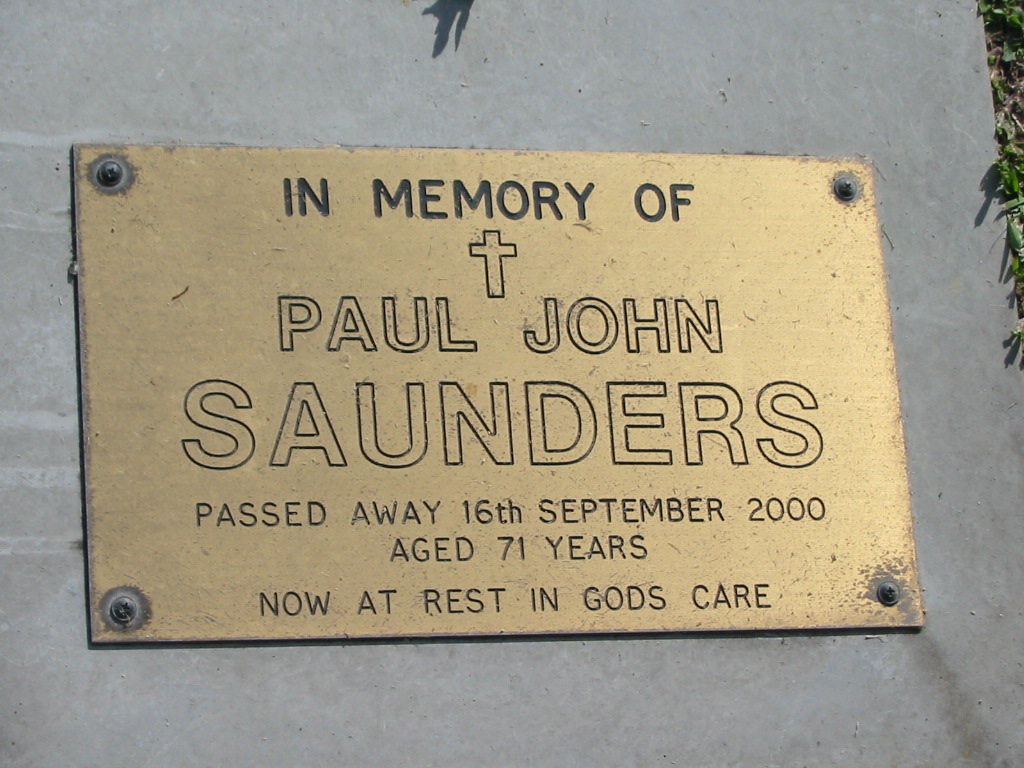 IN MEMORY OF
PAUL JOHN
SAUNDERS
PASSED AWAY 16th SEPTEMBER 2000
AGED 71 YEARS
NOW AT REST IN GODS CARE